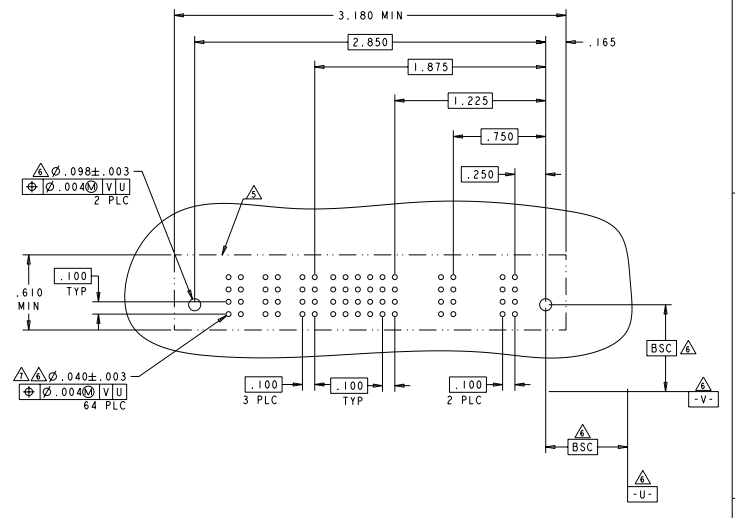 3.180 MIN
2.850
.165
1.875
1.225
.750
.250
6 Ø.098±.003
⌖ Ø.004Ⓜ V U
2 PLC
5
.100
TYP
.610
MIN
BSC 6
7 6 Ø.040±.003
⌖ Ø.004Ⓜ V U
64 PLC
.100
3 PLC
.100
TYP
.100
2 PLC
6
-V-
6
BSC
6
-U-